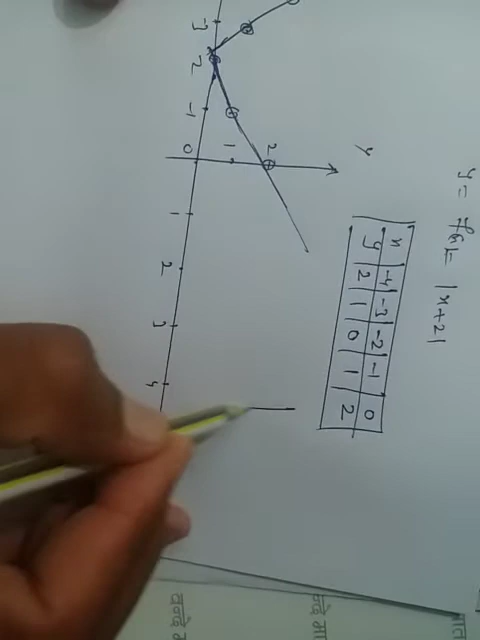 y = f(x) = |x+2|
x | -4 | -3 | -2 | -1 | 0
y | 2 | 1 | 0 | 1 | 2
y
2
1
-3 2 -1 0 1 2 3 4